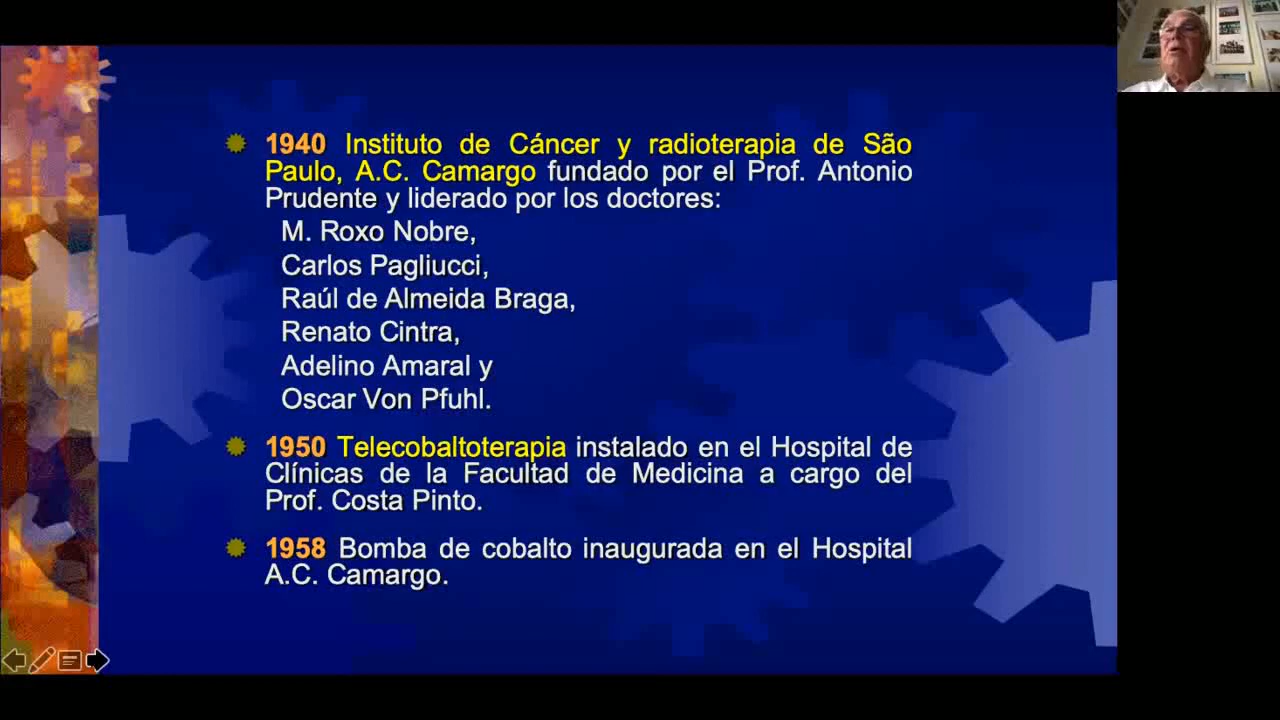 1940 Instituto de Cáncer y radioterapia de São
Paulo, A.C. Camargo fundado por el Prof. Antonio
Prudente y liderado por los doctores:
M. Roxo Nobre,
Carlos Pagliucci,
Raúl de Almeida Braga,
Renato Cintra,
Adelino Amaral y
Oscar Von Pfuhl.
1950 Telecobaltoterapia instalado en el Hospital de
Clínicas de la Facultad de Medicina a cargo del
Prof. Costa Pinto.
1958 Bomba de cobalto inaugurada en el Hospital
A.C. Camargo.